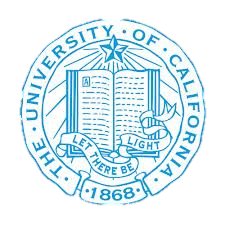 ·THE·UNIVERSITY·OF·CALIFORNIA·
A
LET THERE BE
LIGHT
·1868·